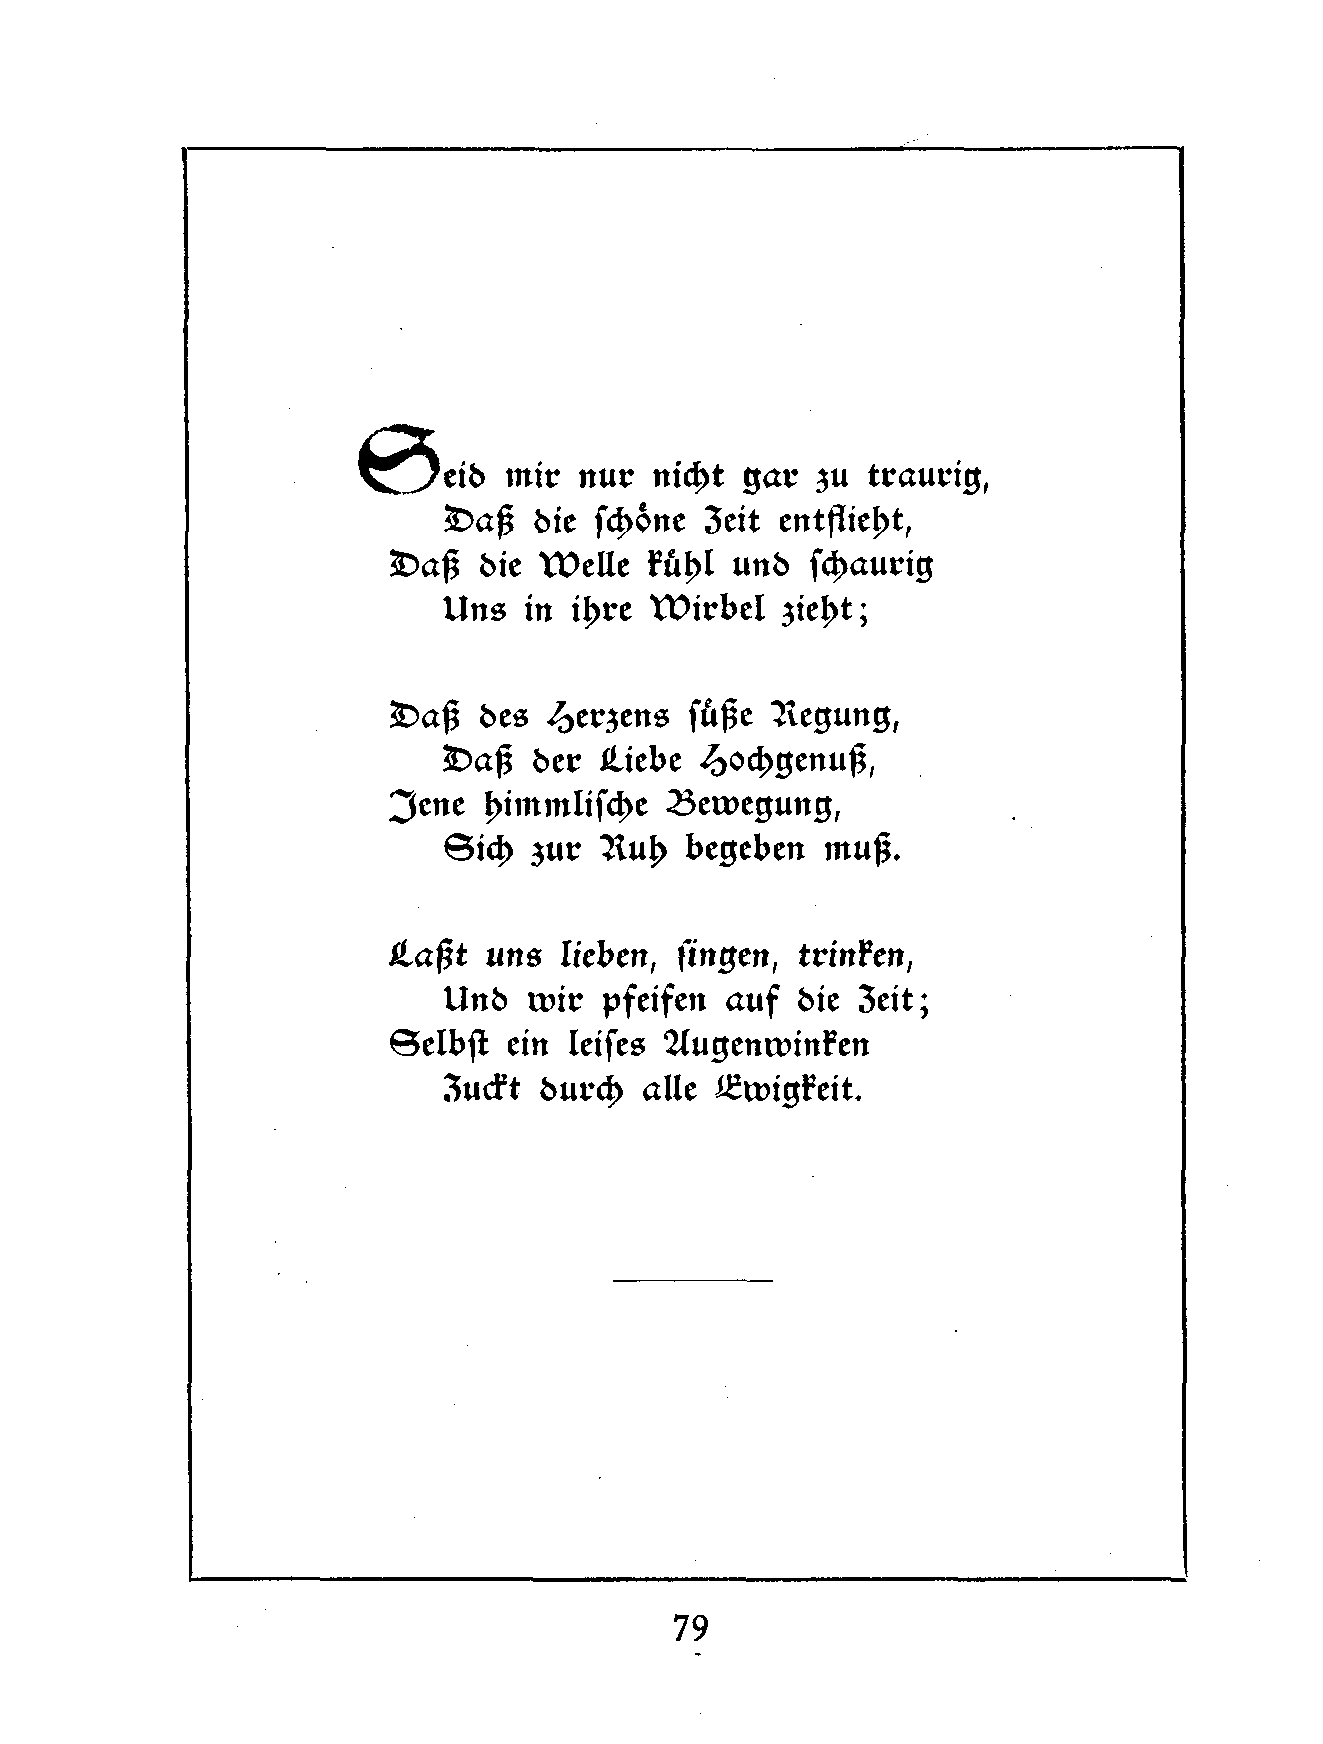 Seid mir nur nicht gar zu traurig,
Daß die ſchöne Zeit entflieht,
Daß die Welle kühl und ſchaurig
Uns in ihre Wirbel zieht;
Daß des Herzens ſüße Regung,
Daß der Liebe Hochgenuß,
Jene himmliſche Bewegung,
Sich zur Ruh begeben muß.
Laßt uns lieben, ſingen, trinken,
Und wir pfeifen auf die Zeit;
Selbſt ein leiſes Augenwinken
Zuckt durch alle Ewigkeit.
79